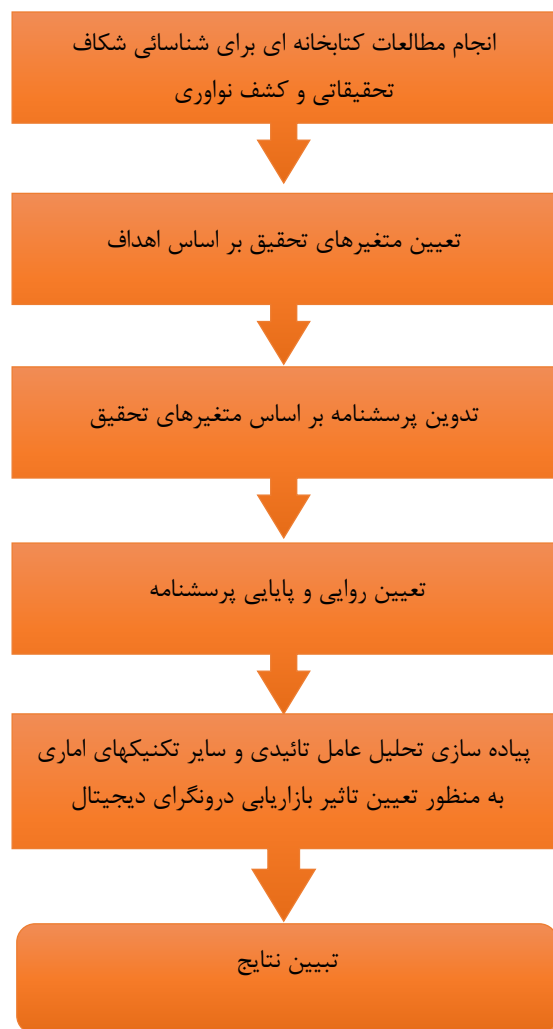 انجام مطالعات کتابخانه ای برای شناسائی شکاف
تحقیقاتی و کشف نواوری
تعیین متغیرهای تحقیق بر اساس اهداف
تدوین پرسشنامه بر اساس متغیرهای تحقیق
تعیین روایی و پایایی پرسشنامه
پیاده سازی تحلیل عامل تائیدی و سایر تکنیکهای اماری
به منظور تعیین تاثیر بازاریابی درونگرای دیجیتال
تبیین نتایج